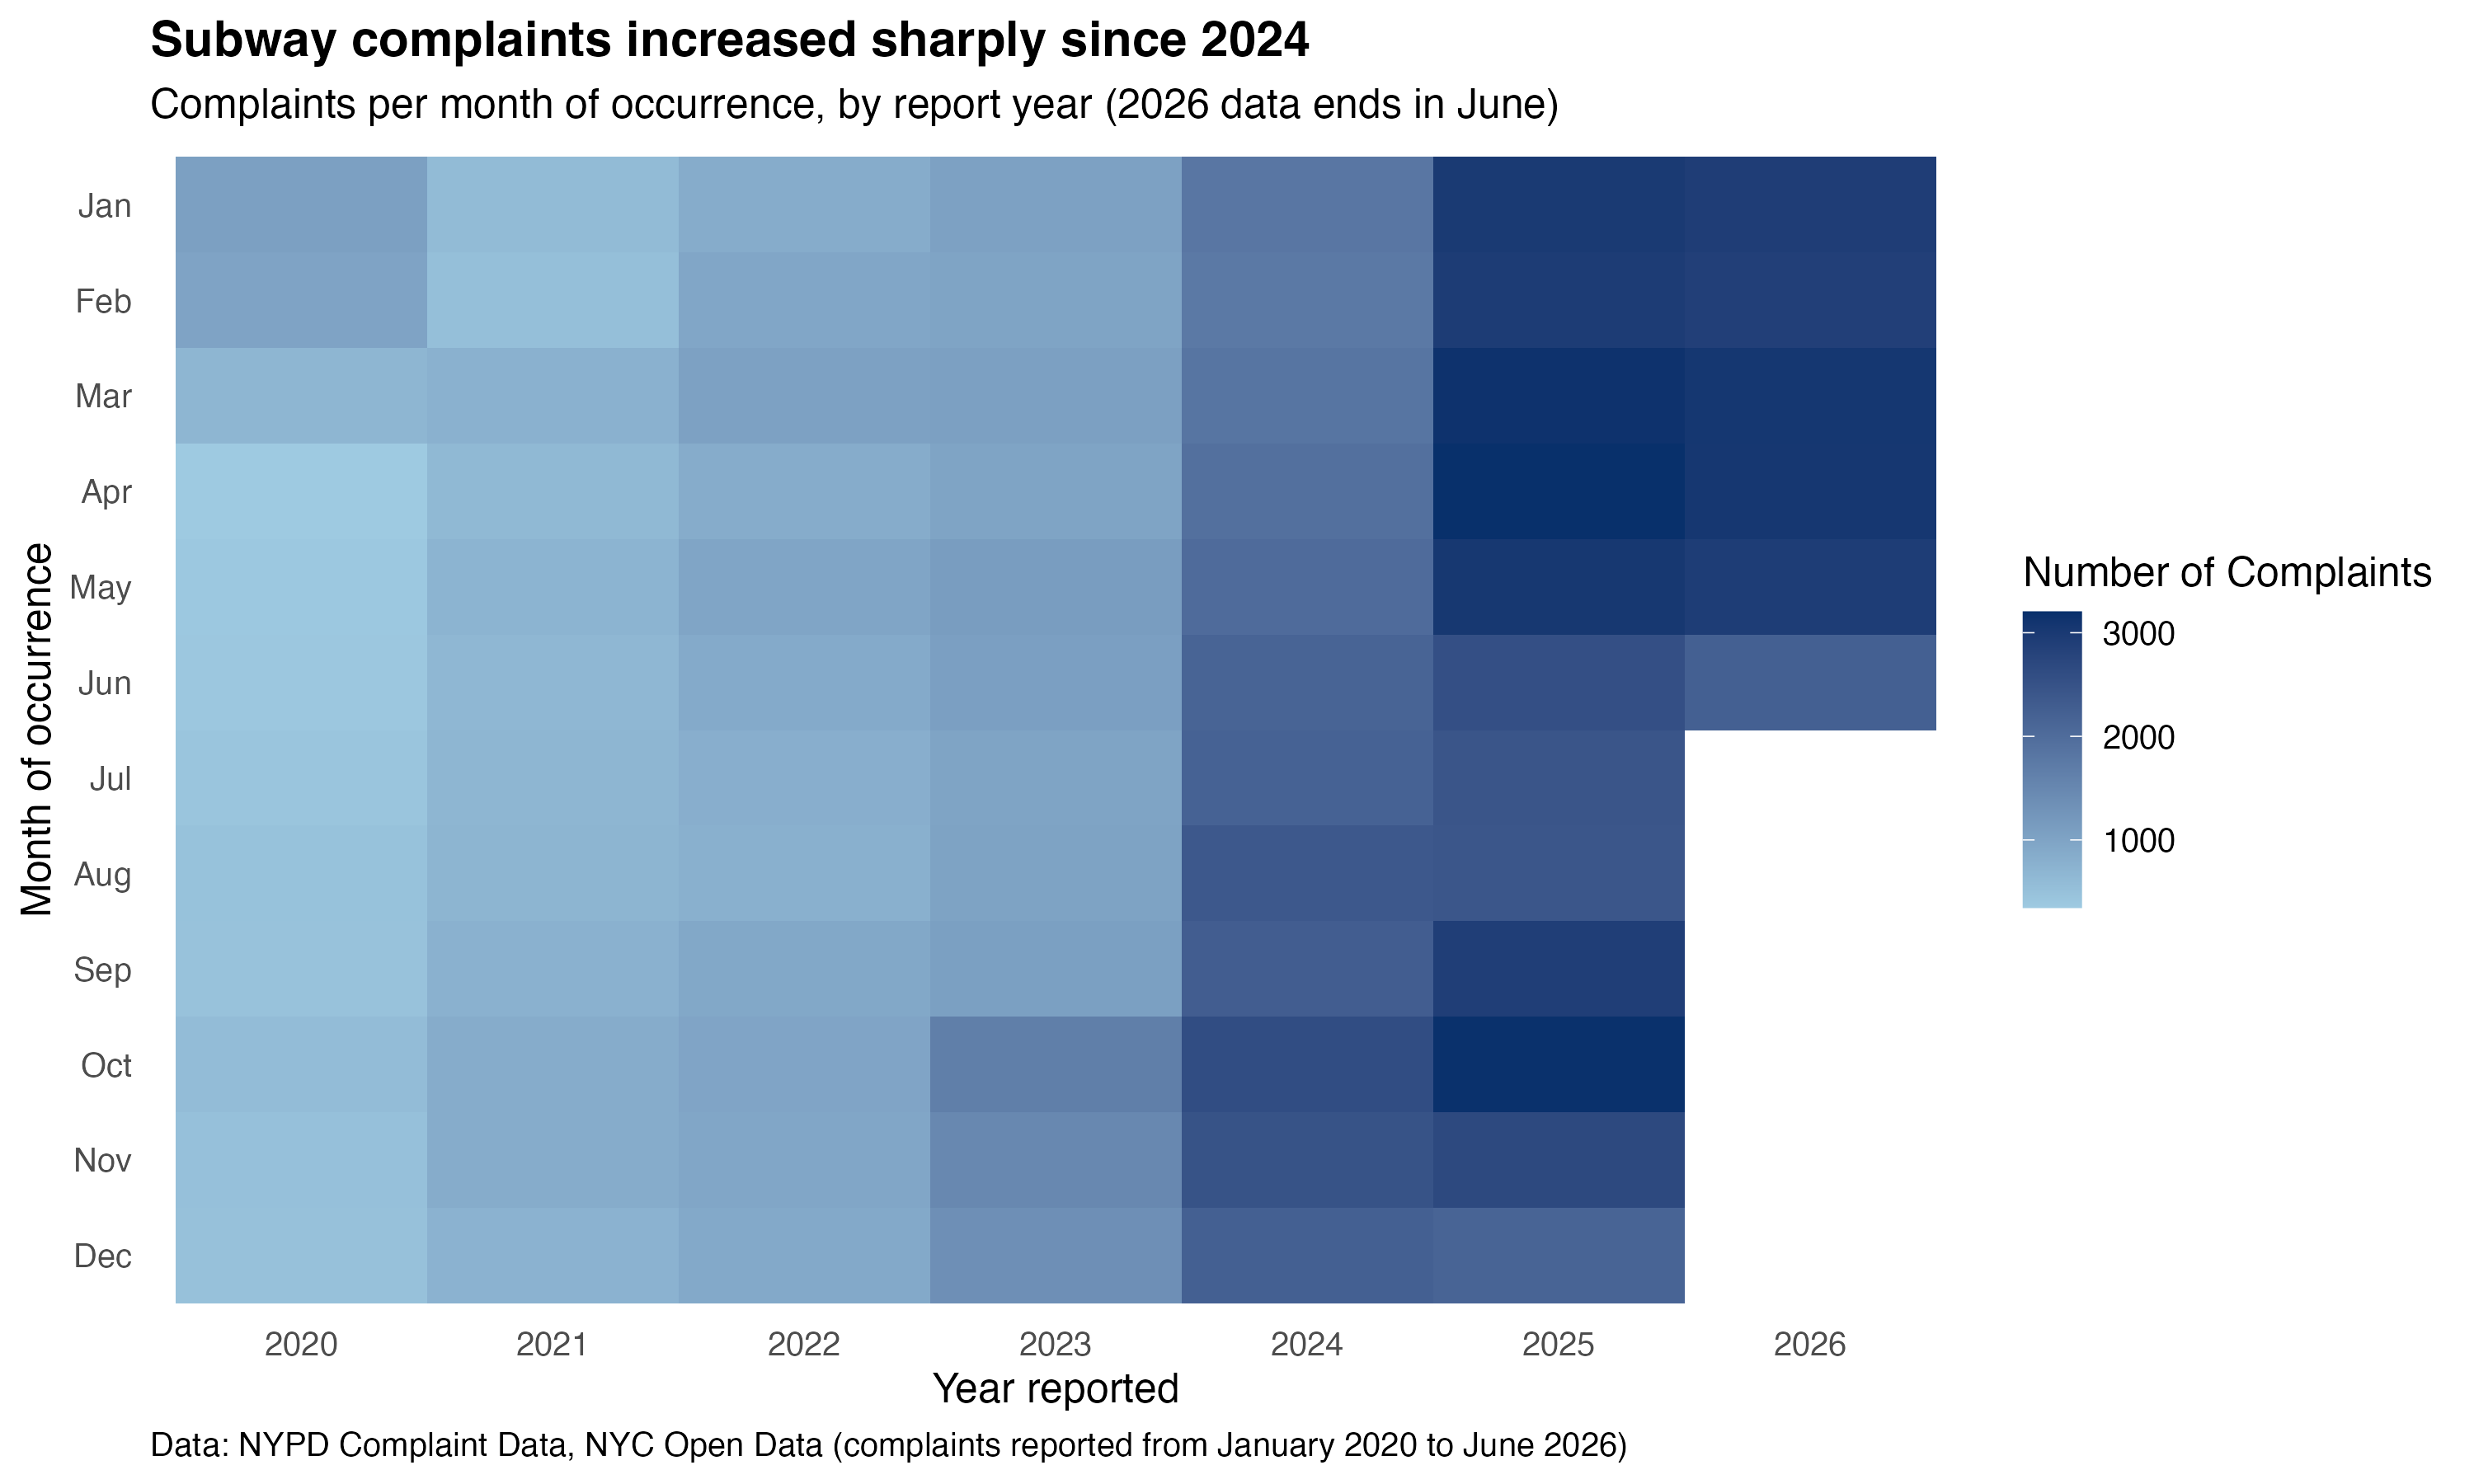 Subway complaints increased sharply since 2024
Complaints per month of occurrence, by report year (2026 data ends in June)
Month of occurrence
Jan
Feb
Mar
Apr
May
Jun
Jul
Aug
Sep
Oct
Nov
Dec
2020 2021 2022 2023 2024 2025 2026
Year reported
Number of Complaints
3000
2000
1000
Data: NYPD Complaint Data, NYC Open Data (complaints reported from January 2020 to June 2026)